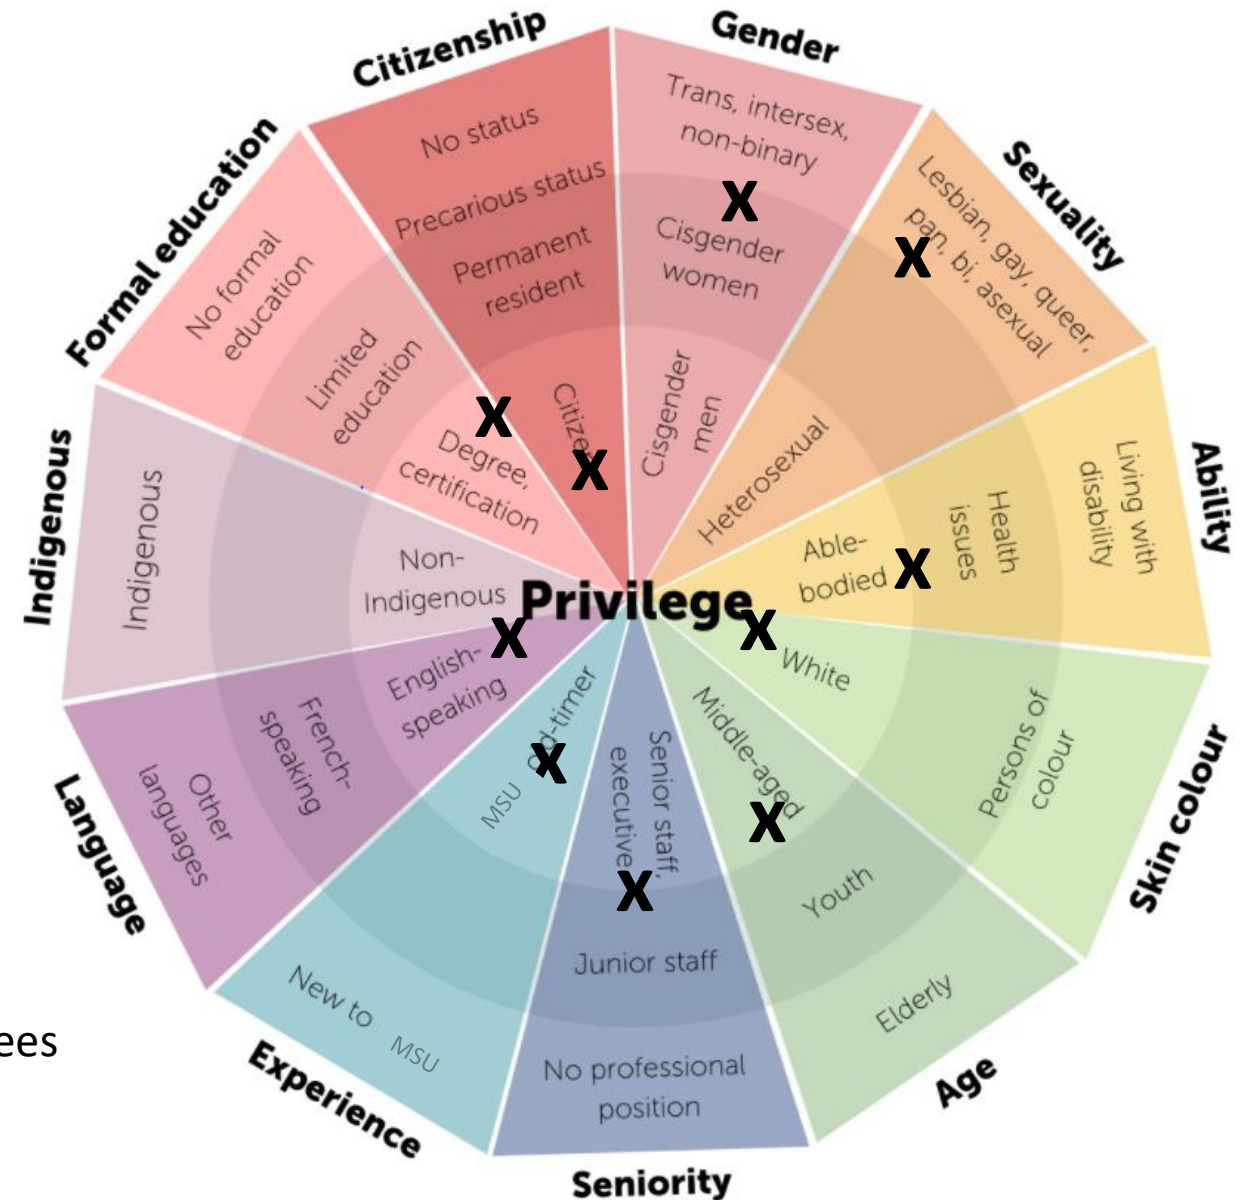 Citizenship
No status
Precarious status
Permanent
resident
Citizen
X
Gender
Trans, intersex,
non-binary
X
Cisgender
women
Cisgender
men
Sexuality
Lesbian, gay, queer,
pan, bi, asexual
X
Heterosexual
Ability
Living with
disability
Health
issues
Able-
bodied
X
Skin colour
Persons of
colour
White
X
Age
Elderly
Youth
Middle-aged
X
Seniority
No professional
position
Junior staff
Senior staff,
executive
X
Experience
New to MSU
MSU old-timer
X
Language
Other
languages
French-
speaking
English-
speaking
X
Indigenous
Indigenous
Non-
Indigenous
Formal education
No formal
education
Limited
education
Degree,
certification
X
Privilege
ees